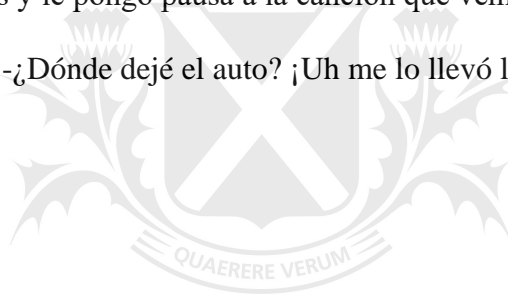 s y le pongo pausa a la canción que
-¿Dónde dejé el auto? ¡Uh me lo llevó l
QUAERERE VERUM